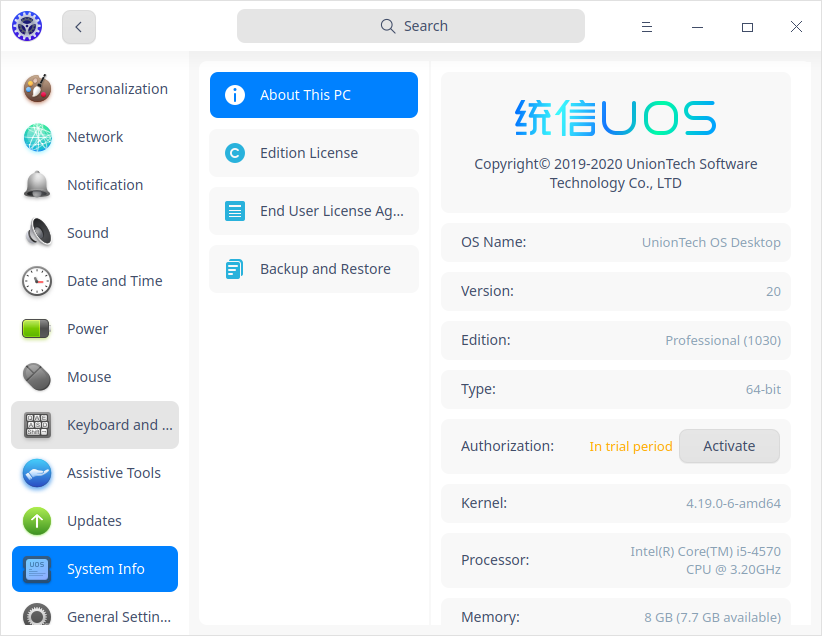 Search
Personalization
Network
Notification
Sound
Date and Time
Power
Mouse
Keyboard and ...
Assistive Tools
Updates
System Info
General Settin...
About This PC
Edition License
End User License Ag...
Backup and Restore
统信UOS
Copyright© 2019-2020 UnionTech Software
Technology Co., LTD
OS Name: UnionTech OS Desktop
Version: 20
Edition: Professional (1030)
Type: 64-bit
Authorization: In trial period Activate
Kernel: 4.19.0-6-amd64
Processor: Intel(R) Core(TM) i5-4570
CPU @ 3.20GHz
Memory: 8 GB (7.7 GB available)